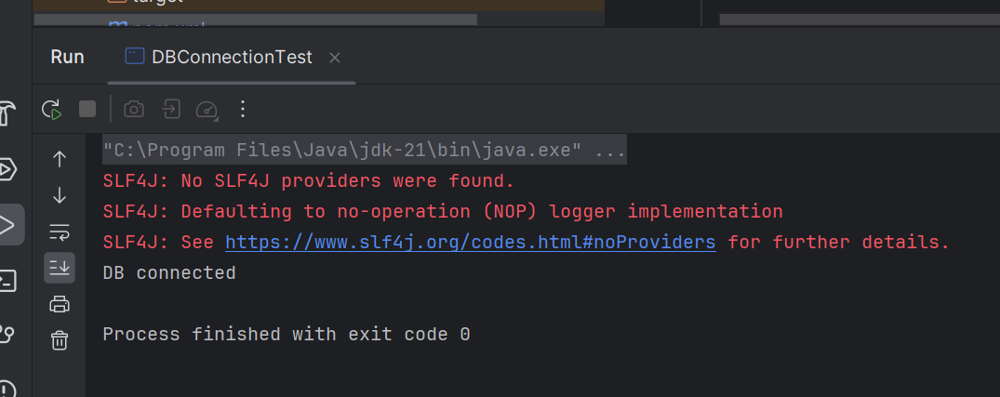 target
Run
DBConnectionTest
"C:\Program Files\Java\jdk-21\bin\java.exe" ...
SLF4J: No SLF4J providers were found.
SLF4J: Defaulting to no-operation (NOP) logger implementation
SLF4J: See https://www.slf4j.org/codes.html#noProviders for further details.
DB connected
Process finished with exit code 0